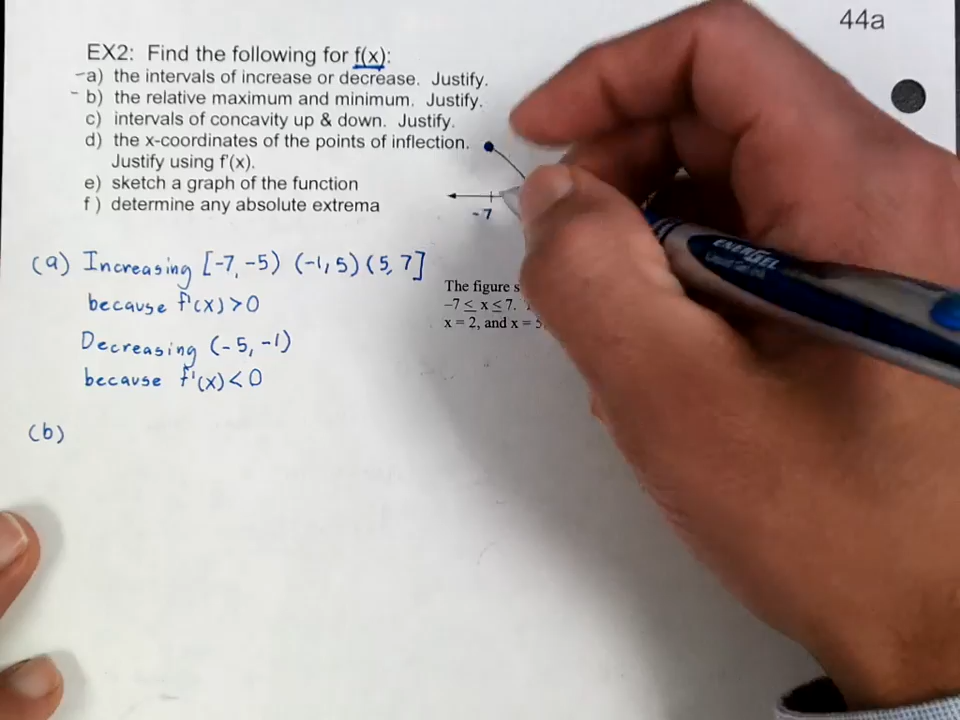 44a
EX2: Find the following for f(x):
-a) the intervals of increase or decrease. Justify.
- b) the relative maximum and minimum. Justify.
c) intervals of concavity up & down. Justify.
d) the x-coordinates of the points of inflection.
Justify using f'(x).
e) sketch a graph of the function
f ) determine any absolute extrema
-7
(a) Increasing [-7, -5) (-1, 5) (5, 7]
because f'(x) > 0
Decreasing (-5, -1)
because f'(x) < 0
(b)
The figure
-7 ≤ x ≤ 7.
x = 2, and x =
ENERGEL